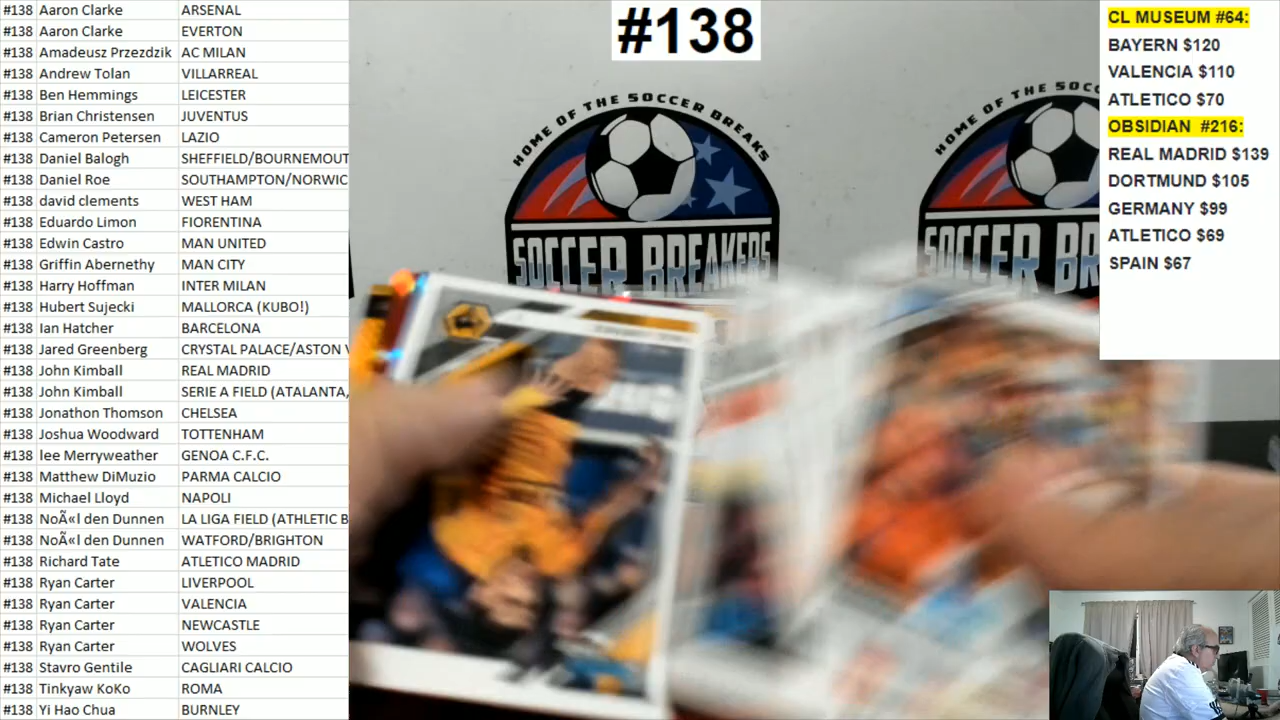 #138 Aaron Clarke ARSENAL
#138 Aaron Clarke EVERTON
#138 Amadeusz Przedzdzik AC MILAN
#138 Andrew Tolan VILLARREAL
#138 Ben Hemmings LEICESTER
#138 Brian Christensen JUVENTUS
#138 Cameron Petersen LAZIO
#138 Daniel Balogh SHEFFIELD/BOURNEMOUT
#138 Daniel Roe SOUTHAMPTON/NORWIC
#138 david clements WEST HAM
#138 Eduardo Limon FIORENTINA
#138 Edwin Castro MAN UNITED
#138 Griffin Abernethy MAN CITY
#138 Harry Hoffman INTER MILAN
#138 Hubert Sujecki MALLORCA (KUBO!)
#138 Ian Hatcher BARCELONA
#138 Jared Greenberg CRYSTAL PALACE/ASTON V
#138 John Kimball REAL MADRID
#138 John Kimball SERIE A FIELD (ATALANTA,
#138 Jonathon Thomson CHELSEA
#138 Joshua Woodward TOTTENHAM
#138 lee Merryweather GENOA C.F.C.
#138 Matthew DiMuzio PARMA CALCIO
#138 Michael Lloyd NAPOLI
#138 NoÃ«l den Dunnen LA LIGA FIELD (ATHLETIC B
#138 NoÃ«l den Dunnen WATFORD/BRIGHTON
#138 Richard Tate ATLETICO MADRID
#138 Ryan Carter LIVERPOOL
#138 Ryan Carter VALENCIA
#138 Ryan Carter NEWCASTLE
#138 Ryan Carter WOLVES
#138 Stavro Gentile CAGLIARI CALCIO
#138 Tinkyaw KoKo ROMA
#138 Yi Hao Chua BURNLEY
#138
HOME OF THE SOCCER BREAKS
SOCCER BREAKERS
HOME OF THE SOCC
SOCCER BR
CL MUSEUM #64:
BAYERN $120
VALENCIA $110
ATLETICO $70
OBSIDIAN #216:
REAL MADRID $139
DORTMUND $105
GERMANY $99
ATLETICO $69
SPAIN $67